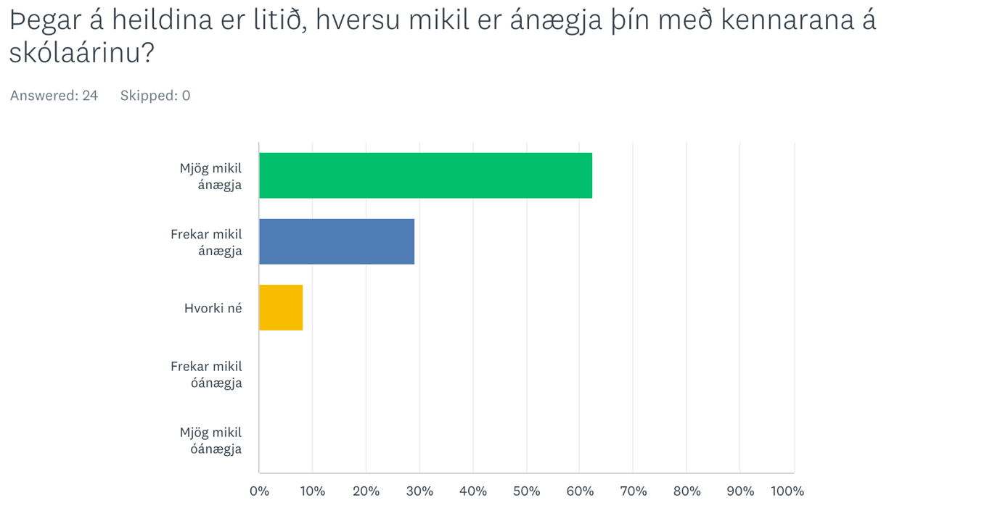 Þegar á heildina er litið, hversu mikil er ánægja þín með kennarana á
skólaárinu?
Answered: 24 Skipped: 0
Mjög mikil
ánægja
Frekar mikil
ánægja
Hvorki né
Frekar mikil
óánægja
Mjög mikil
óánægja
0% 10% 20% 30% 40% 50% 60% 70% 80% 90% 100%